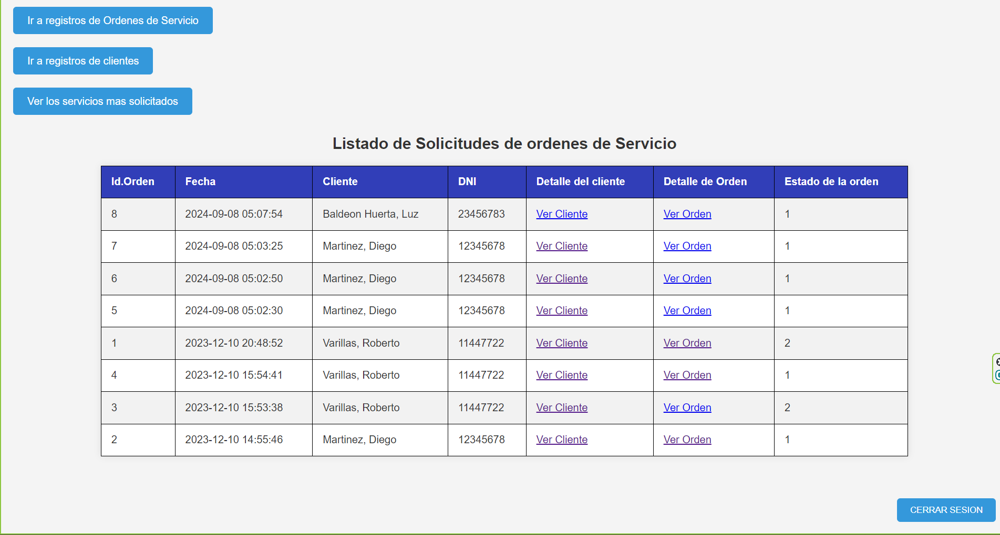 Ir a registros de Ordenes de Servicio
Ir a registros de clientes
Ver los servicios mas solicitados
Listado de Solicitudes de ordenes de Servicio
Id.Orden Fecha Cliente DNI Detalle del cliente Detalle de Orden Estado de la orden
8 2024-09-08 05:07:54 Baldeon Huerta, Luz 23456783 Ver Cliente Ver Orden 1
7 2024-09-08 05:03:25 Martinez, Diego 12345678 Ver Cliente Ver Orden 1
6 2024-09-08 05:02:50 Martinez, Diego 12345678 Ver Cliente Ver Orden 1
5 2024-09-08 05:02:30 Martinez, Diego 12345678 Ver Cliente Ver Orden 1
1 2023-12-10 20:48:52 Varillas, Roberto 11447722 Ver Cliente Ver Orden 2
4 2023-12-10 15:54:41 Varillas, Roberto 11447722 Ver Cliente Ver Orden 1
3 2023-12-10 15:53:38 Varillas, Roberto 11447722 Ver Cliente Ver Orden 2
2 2023-12-10 14:55:46 Martinez, Diego 12345678 Ver Cliente Ver Orden 1
CERRAR SESION